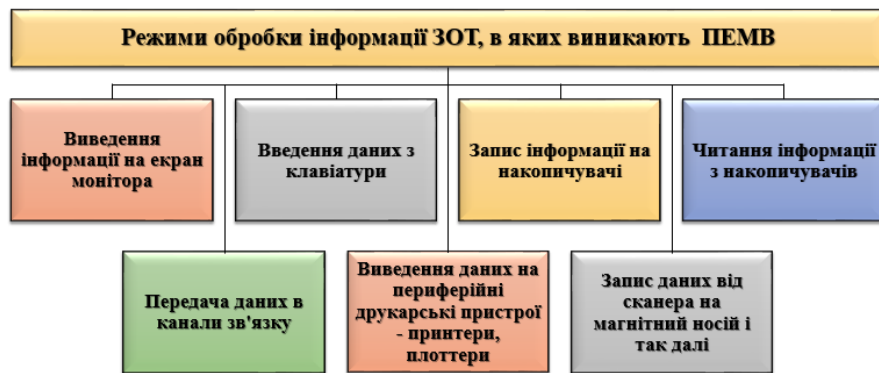 Режими обробки інформації ЗОТ, в яких виникають ПЕМВ
Виведення
інформації на екран
монітора
Введення даних з
клавіатури
Запис інформації на
накопичувачі
Читання інформації
з накопичувачів
Передача даних в
канали зв'язку
Виведення даних на
периферійні
друкарські пристрої
- принтери,
плоттери
Запис даних від
сканера на
магнітний носій і
так далі